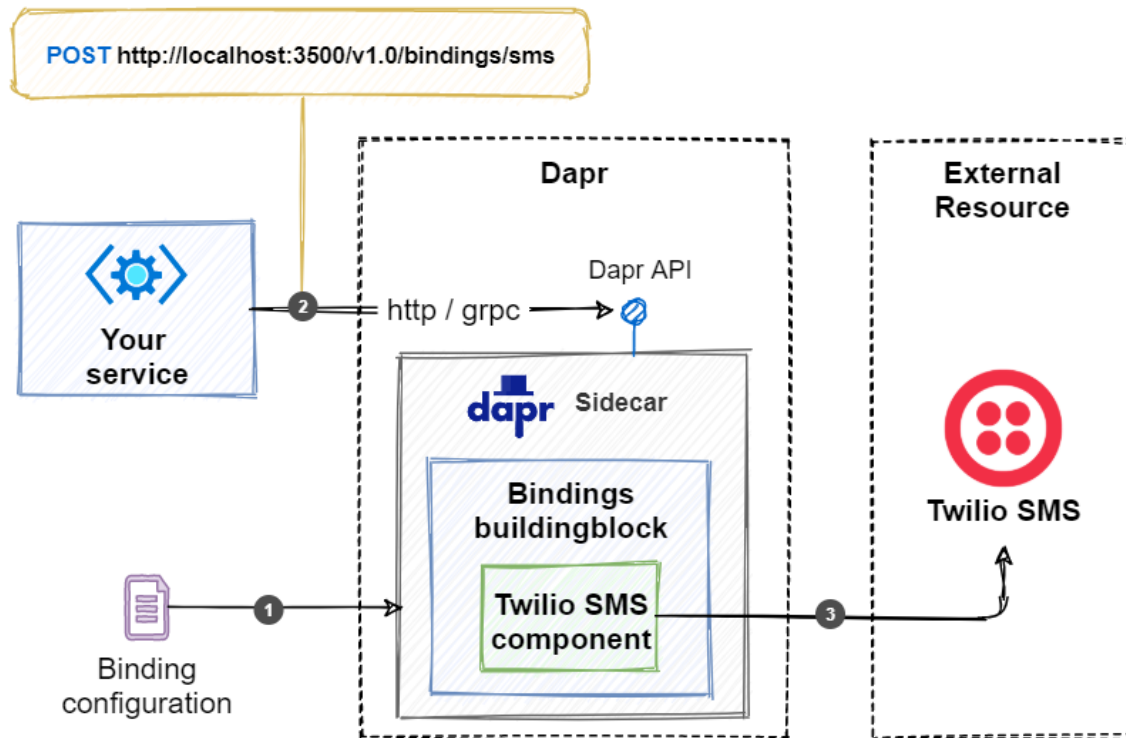 POST http://localhost:3500/v1.0/bindings/sms
Dapr
External
Resource
Dapr API
2
http / grpc
Your
service
dapr Sidecar
Bindings
buildingblock
Twilio SMS
Twilio SMS
component
1
3
Binding
configuration